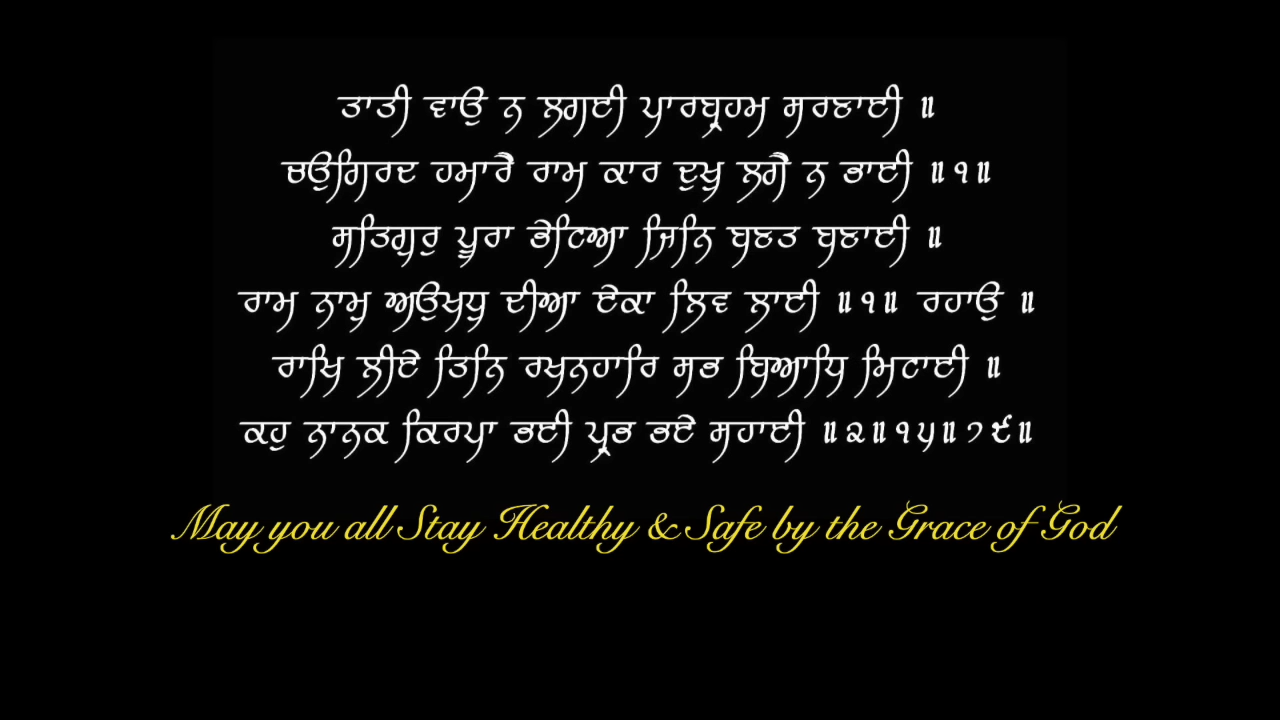 ਤਾਤੀ ਵਾਉ ਨ ਲਗਈ ਪਾਰਬ੍ਰਹਮ ਸਰਣਾਈ ॥
ਚਉਗਿਰਦ ਹਮਾਰੈ ਰਾਮ ਕਾਰ ਦੁਖੁ ਲਗੈ ਨ ਭਾਈ ॥੧॥
ਸਤਿਗੁਰੁ ਪੂਰਾ ਭੇਟਿਆ ਜਿਨਿ ਬਣਤ ਬਣਾਈ ॥
ਰਾਮ ਨਾਮੁ ਅਉਖਧੁ ਦੀਆ ਏਕਾ ਲਿਵ ਲਾਈ ॥੧॥ ਰਹਾਉ ॥
ਰਾਖਿ ਲੀਏ ਤਿਨਿ ਰਖਨਹਾਰਿ ਸਭ ਬਿਆਧਿ ਮਿਟਾਈ ॥
ਕਹੁ ਨਾਨਕ ਕਿਰਪਾ ਭਈ ਪ੍ਰਭ ਭਏ ਸਹਾਈ ॥੨॥੧੫॥੭੯॥
May you all Stay Healthy & Safe by the Grace of God